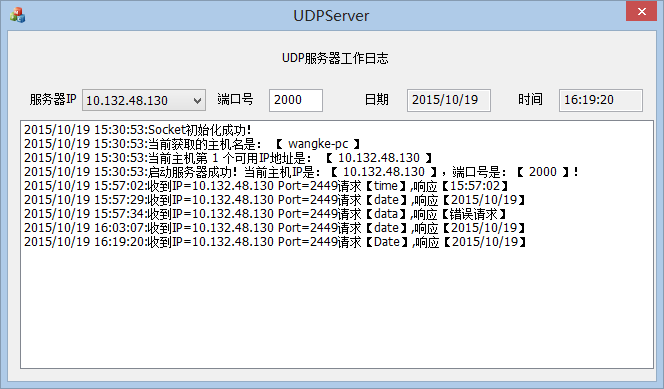 UDPServer
UDP服务器工作日志
服务器IP 10.132.48.130 端口号 2000 日期 2015/10/19 时间 16:19:20
2015/10/19 15:30:53:Socket初始化成功!
2015/10/19 15:30:53:当前获取的主机名是：【 wangke-pc 】
2015/10/19 15:30:53:当前主机第 1 个可用IP地址是：【 10.132.48.130 】
2015/10/19 15:30:53:启动服务器成功! 当前主机IP是：【 10.132.48.130 】, 端口号是：【 2000 】!
2015/10/19 15:57:02:收到IP=10.132.48.130 Port=2449请求【time】,响应【15:57:02】
2015/10/19 15:57:29:收到IP=10.132.48.130 Port=2449请求【date】,响应【2015/10/19】
2015/10/19 15:57:34:收到IP=10.132.48.130 Port=2449请求【data】,响应【错误请求】
2015/10/19 16:03:07:收到IP=10.132.48.130 Port=2449请求【date】,响应【2015/10/19】
2015/10/19 16:19:20:收到IP=10.132.48.130 Port=2449请求【Date】,响应【2015/10/19】